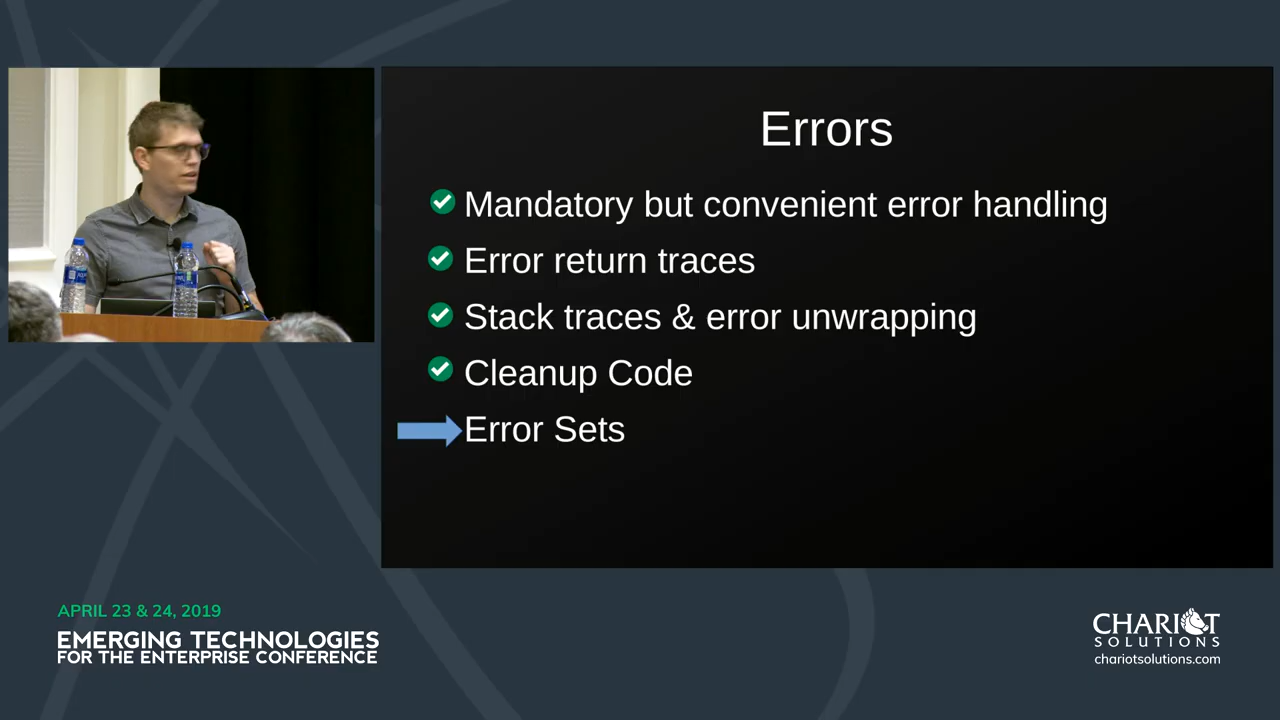 Errors
Mandatory but convenient error handling
Error return traces
Stack traces & error unwrapping
Cleanup Code
Error Sets
APRIL 23 & 24, 2019
EMERGING TECHNOLOGIES
FOR THE ENTERPRISE CONFERENCE
CHARIOT
SOLUTIONS
chariotsolutions.com